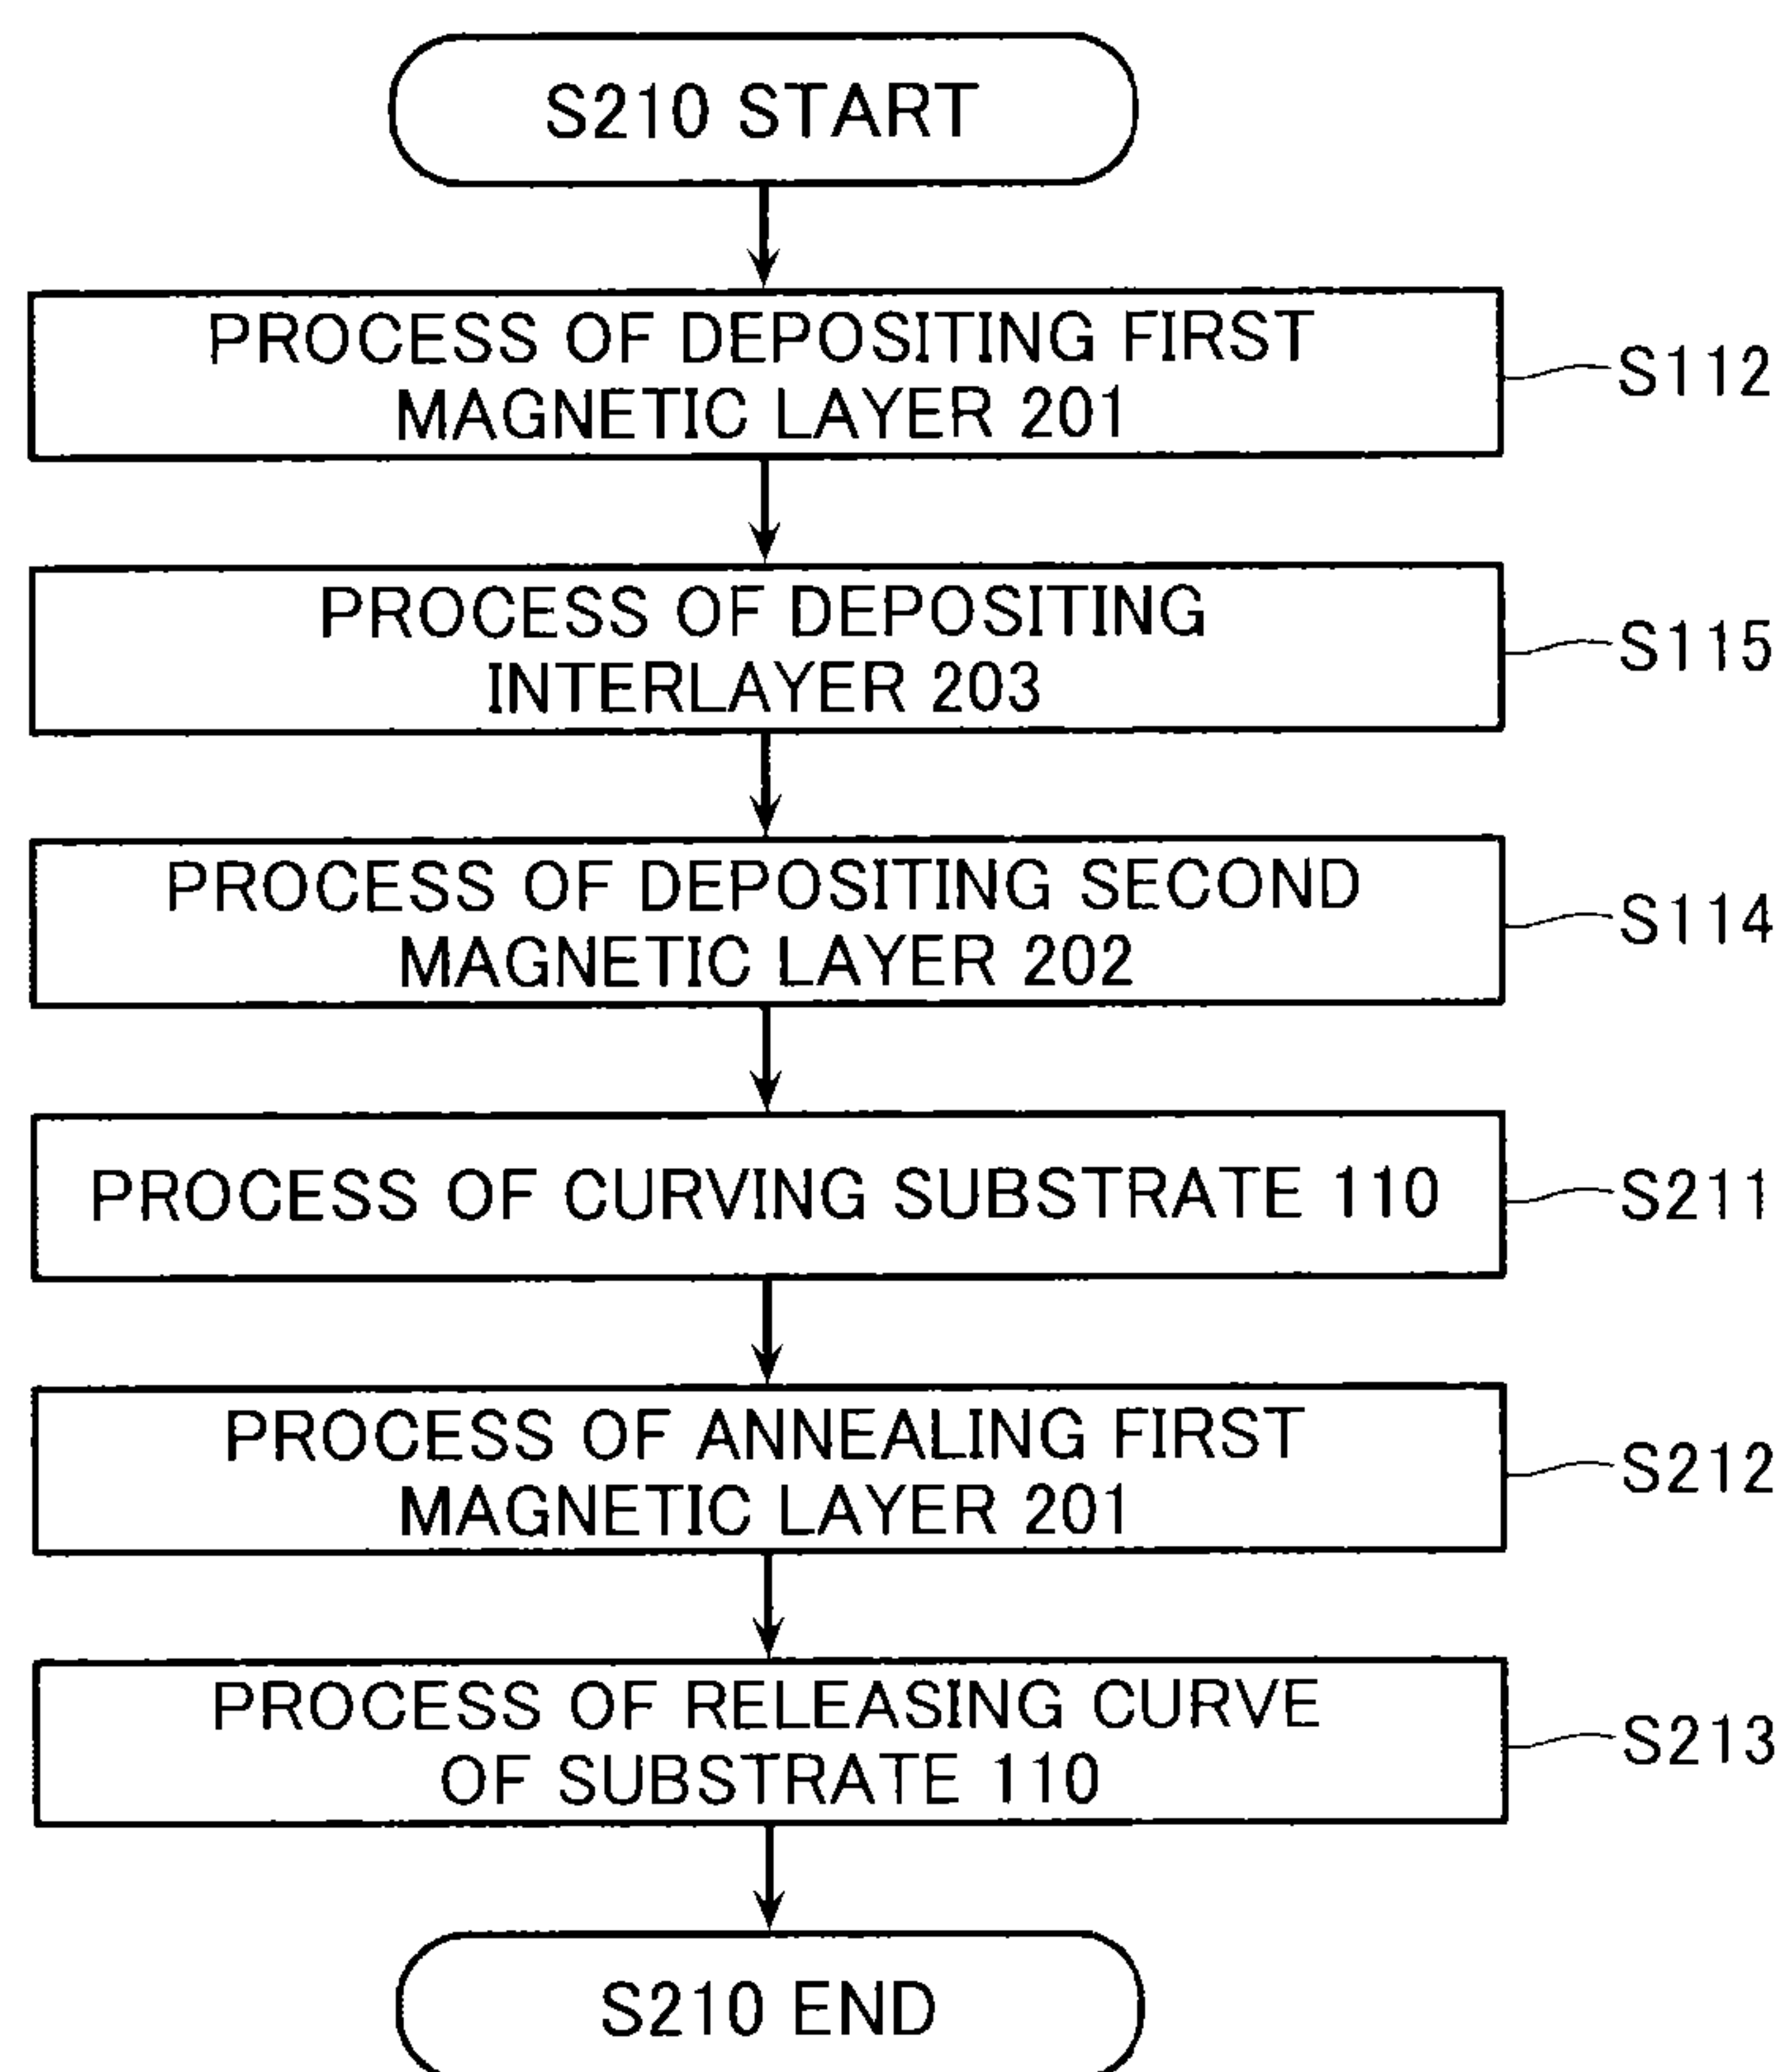 S210 START
PROCESS OF DEPOSITING FIRST
MAGNETIC LAYER 201
S112
PROCESS OF DEPOSITING
INTERLAYER 203
S115
PROCESS OF DEPOSITING SECOND
MAGNETIC LAYER 202
S114
PROCESS OF CURVING SUBSTRATE 110
S211
PROCESS OF ANNEALING FIRST
MAGNETIC LAYER 201
S212
PROCESS OF RELEASING CURVE
OF SUBSTRATE 110
S213
S210 END